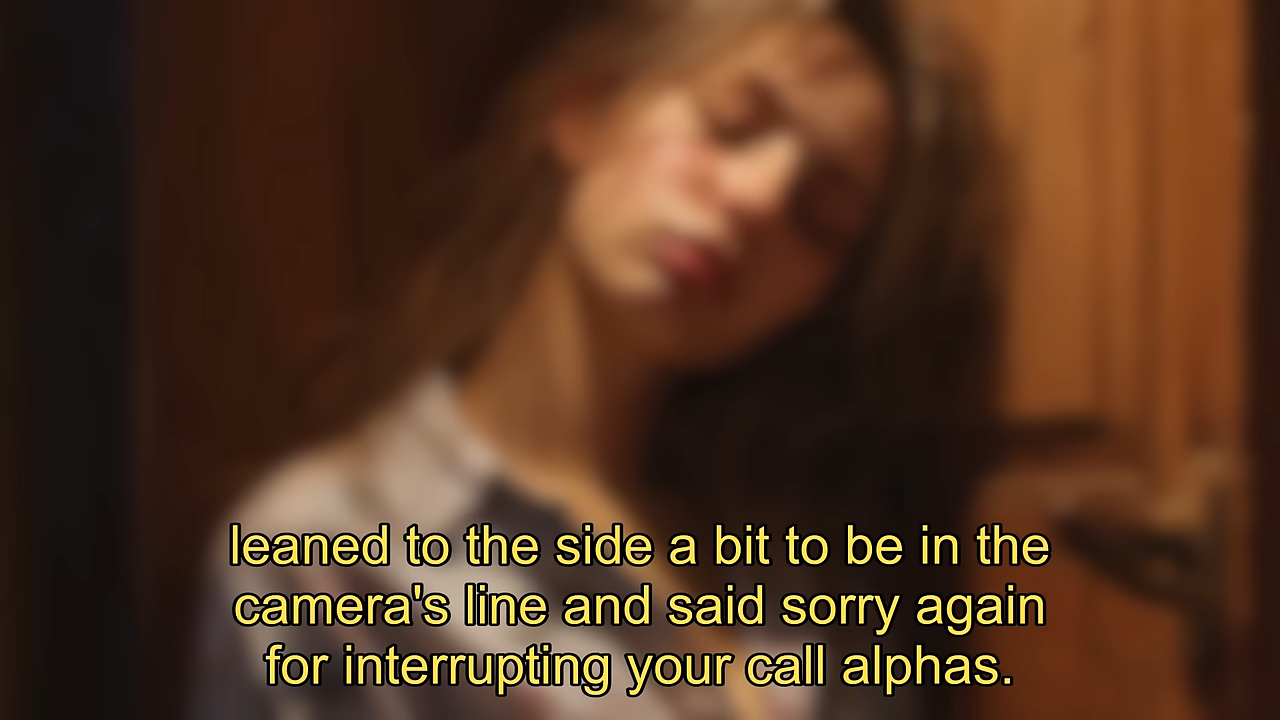 leaned to the side a bit to be in the
camera's line and said sorry again
for interrupting your call alphas.